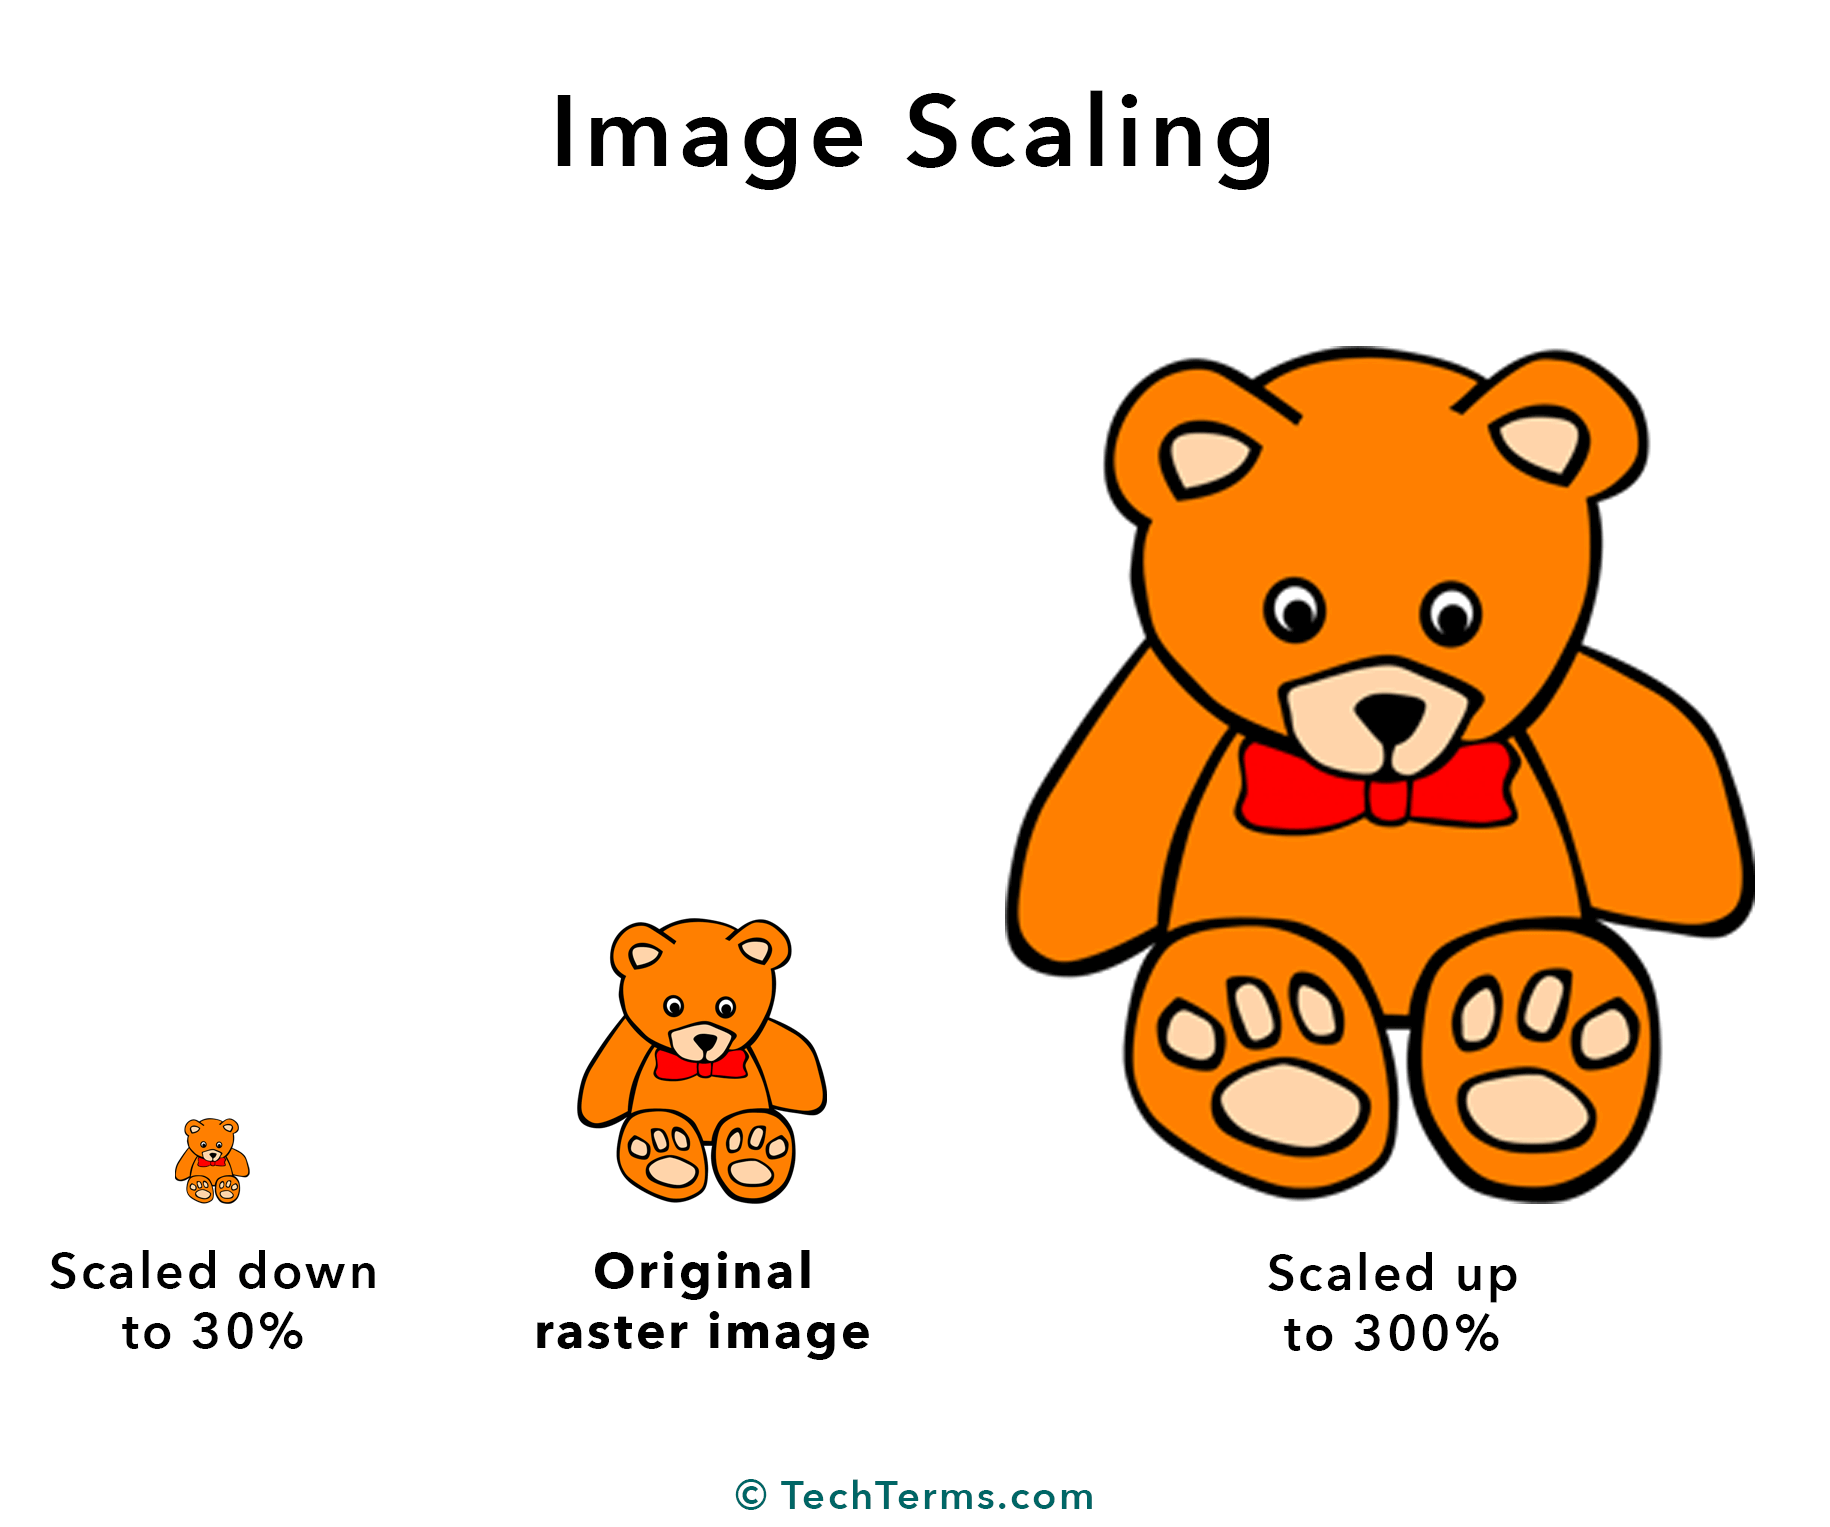 Image Scaling
Scaled down
to 30%
Original
raster image
Scaled up
to 300%
© TechTerms.com